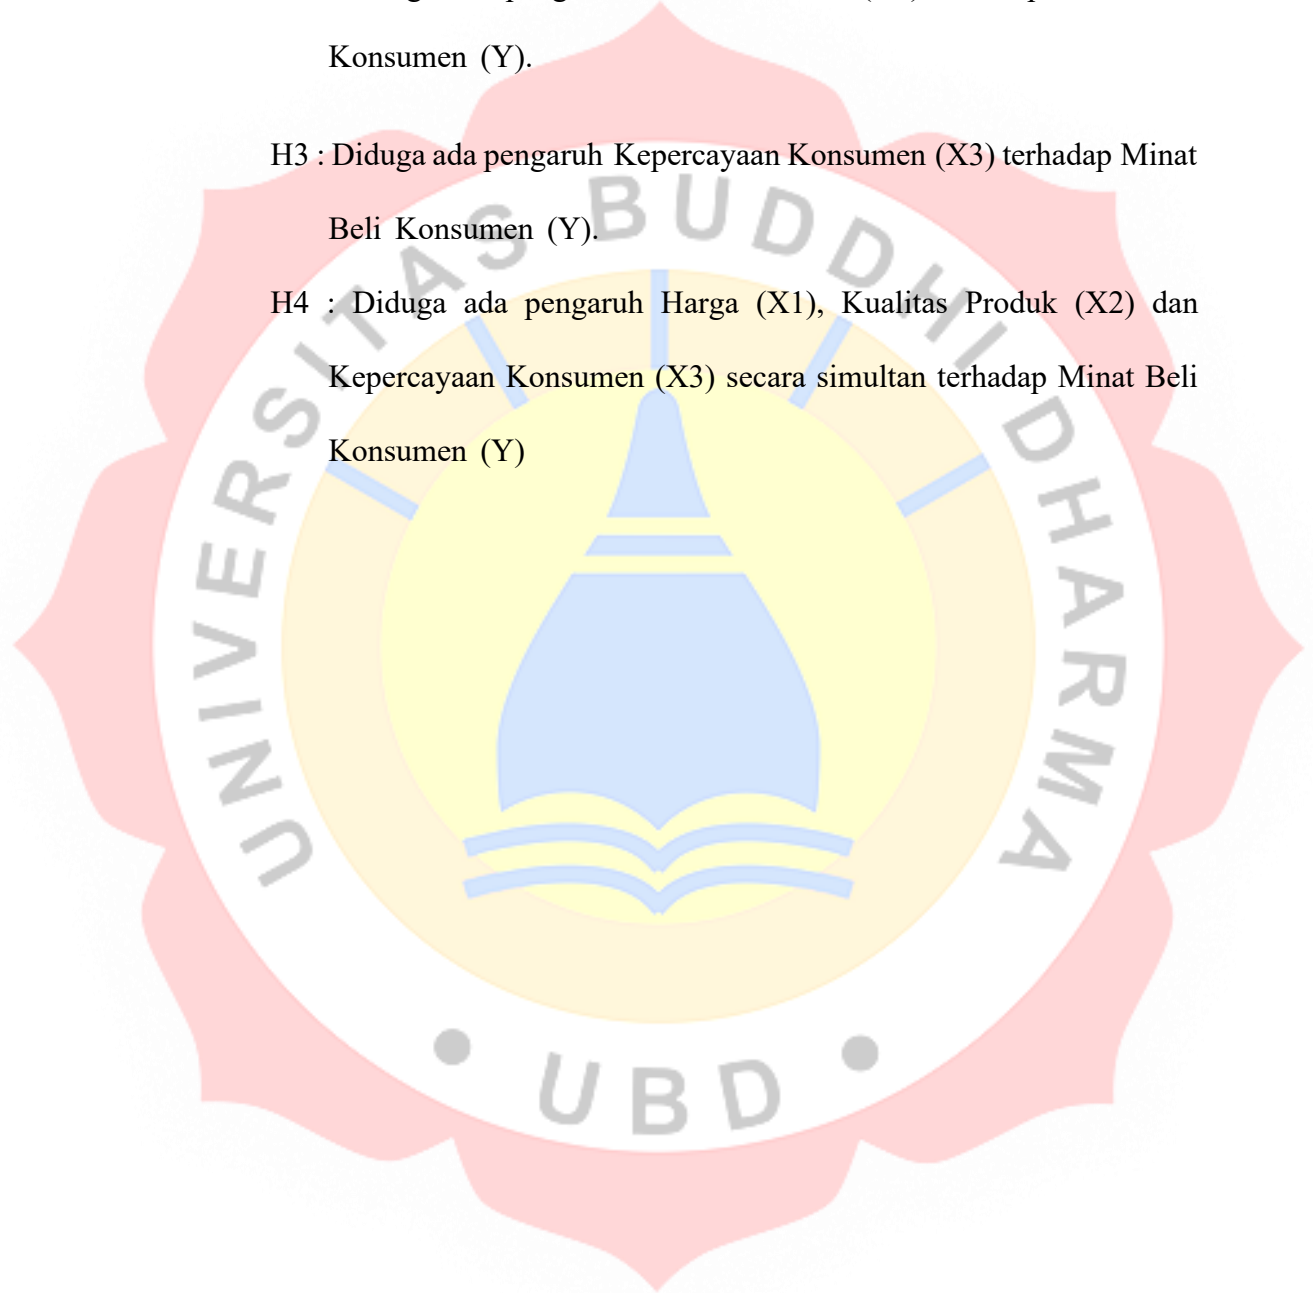 Konsumen (Y).
H3 : Diduga ada pengaruh Kepercayaan Konsumen (X3) terhadap Minat
Beli Konsumen (Y).
H4 : Diduga ada pengaruh Harga (X1), Kualitas Produk (X2) dan
Kepercayaan Konsumen (X3) secara simultan terhadap Minat Beli
Konsumen (Y)
UNIVERSITAS BUDDHI DHARMA
• UBD •